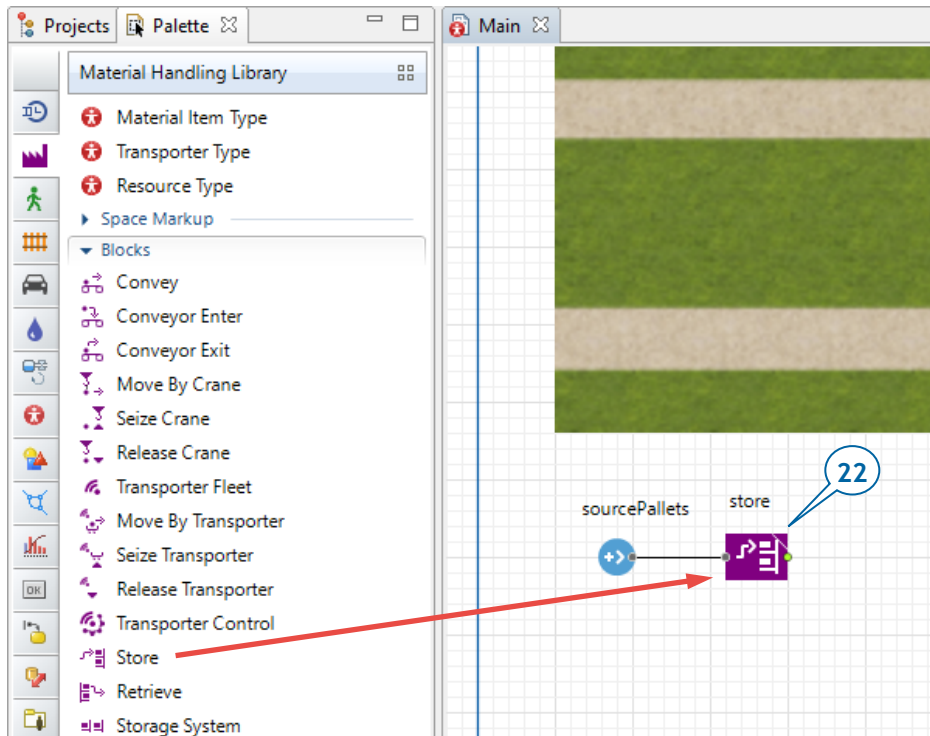 Projects
Palette
Main
Material Handling Library
Material Item Type
Transporter Type
Resource Type
Space Markup
Blocks
Convey
Conveyor Enter
Conveyor Exit
Move By Crane
Seize Crane
Release Crane
Transporter Fleet
Move By Transporter
Seize Transporter
Release Transporter
Transporter Control
Store
Retrieve
Storage System
OK
22
sourcePallets
store